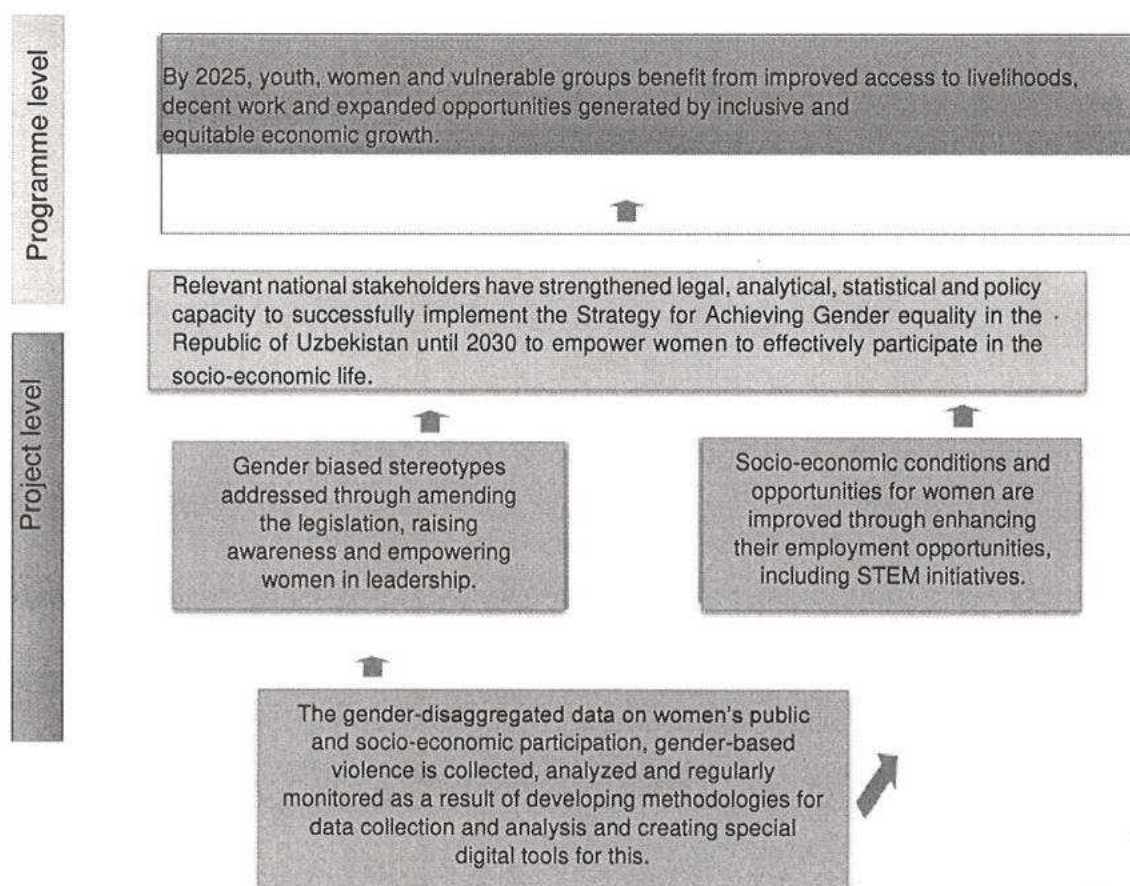 Programme level
By 2025, youth, women and vulnerable groups benefit from improved access to livelihoods,
decent work and expanded opportunities generated by inclusive and
equitable economic growth.
Relevant national stakeholders have strengthened legal, analytical, statistical and policy
capacity to successfully implement the Strategy for Achieving Gender equality in the
Republic of Uzbekistan until 2030 to empower women to effectively participate in the
socio-economic life.
Project level
Gender biased stereotypes
addressed through amending
the legislation, raising
awareness and empowering
women in leadership.
Socio-economic conditions and
opportunities for women are
improved through enhancing
their employment opportunities,
including STEM initiatives.
The gender-disaggregated data on women's public
and socio-economic participation, gender-based
violence is collected, analyzed and regularly
monitored as a result of developing methodologies for
data collection and analysis and creating special
digital tools for this.